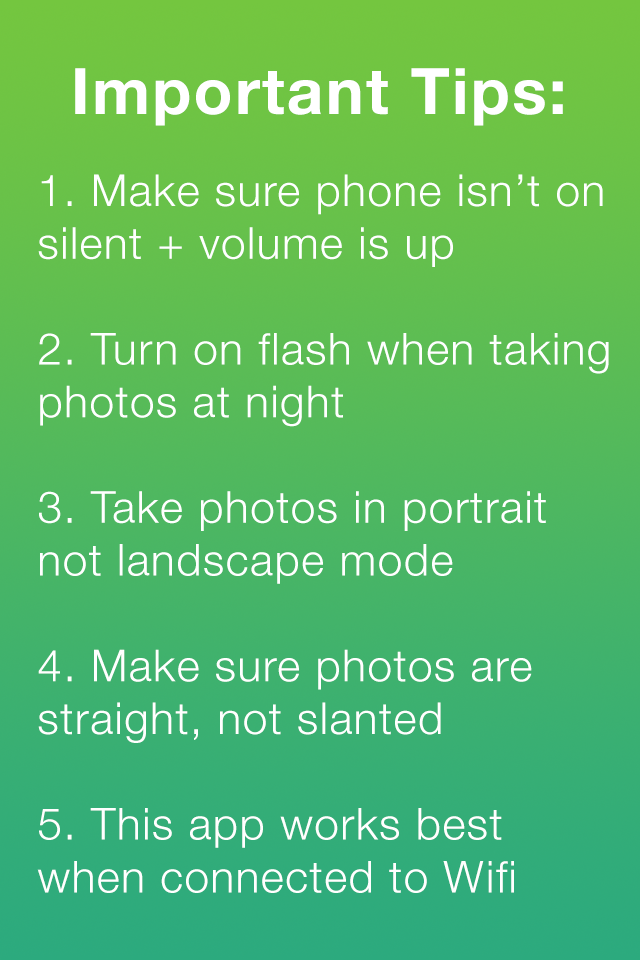 Important Tips:
1. Make sure phone isn’t on
silent + volume is up
2. Turn on flash when taking
photos at night
3. Take photos in portrait
not landscape mode
4. Make sure photos are
straight, not slanted
5. This app works best
when connected to Wifi